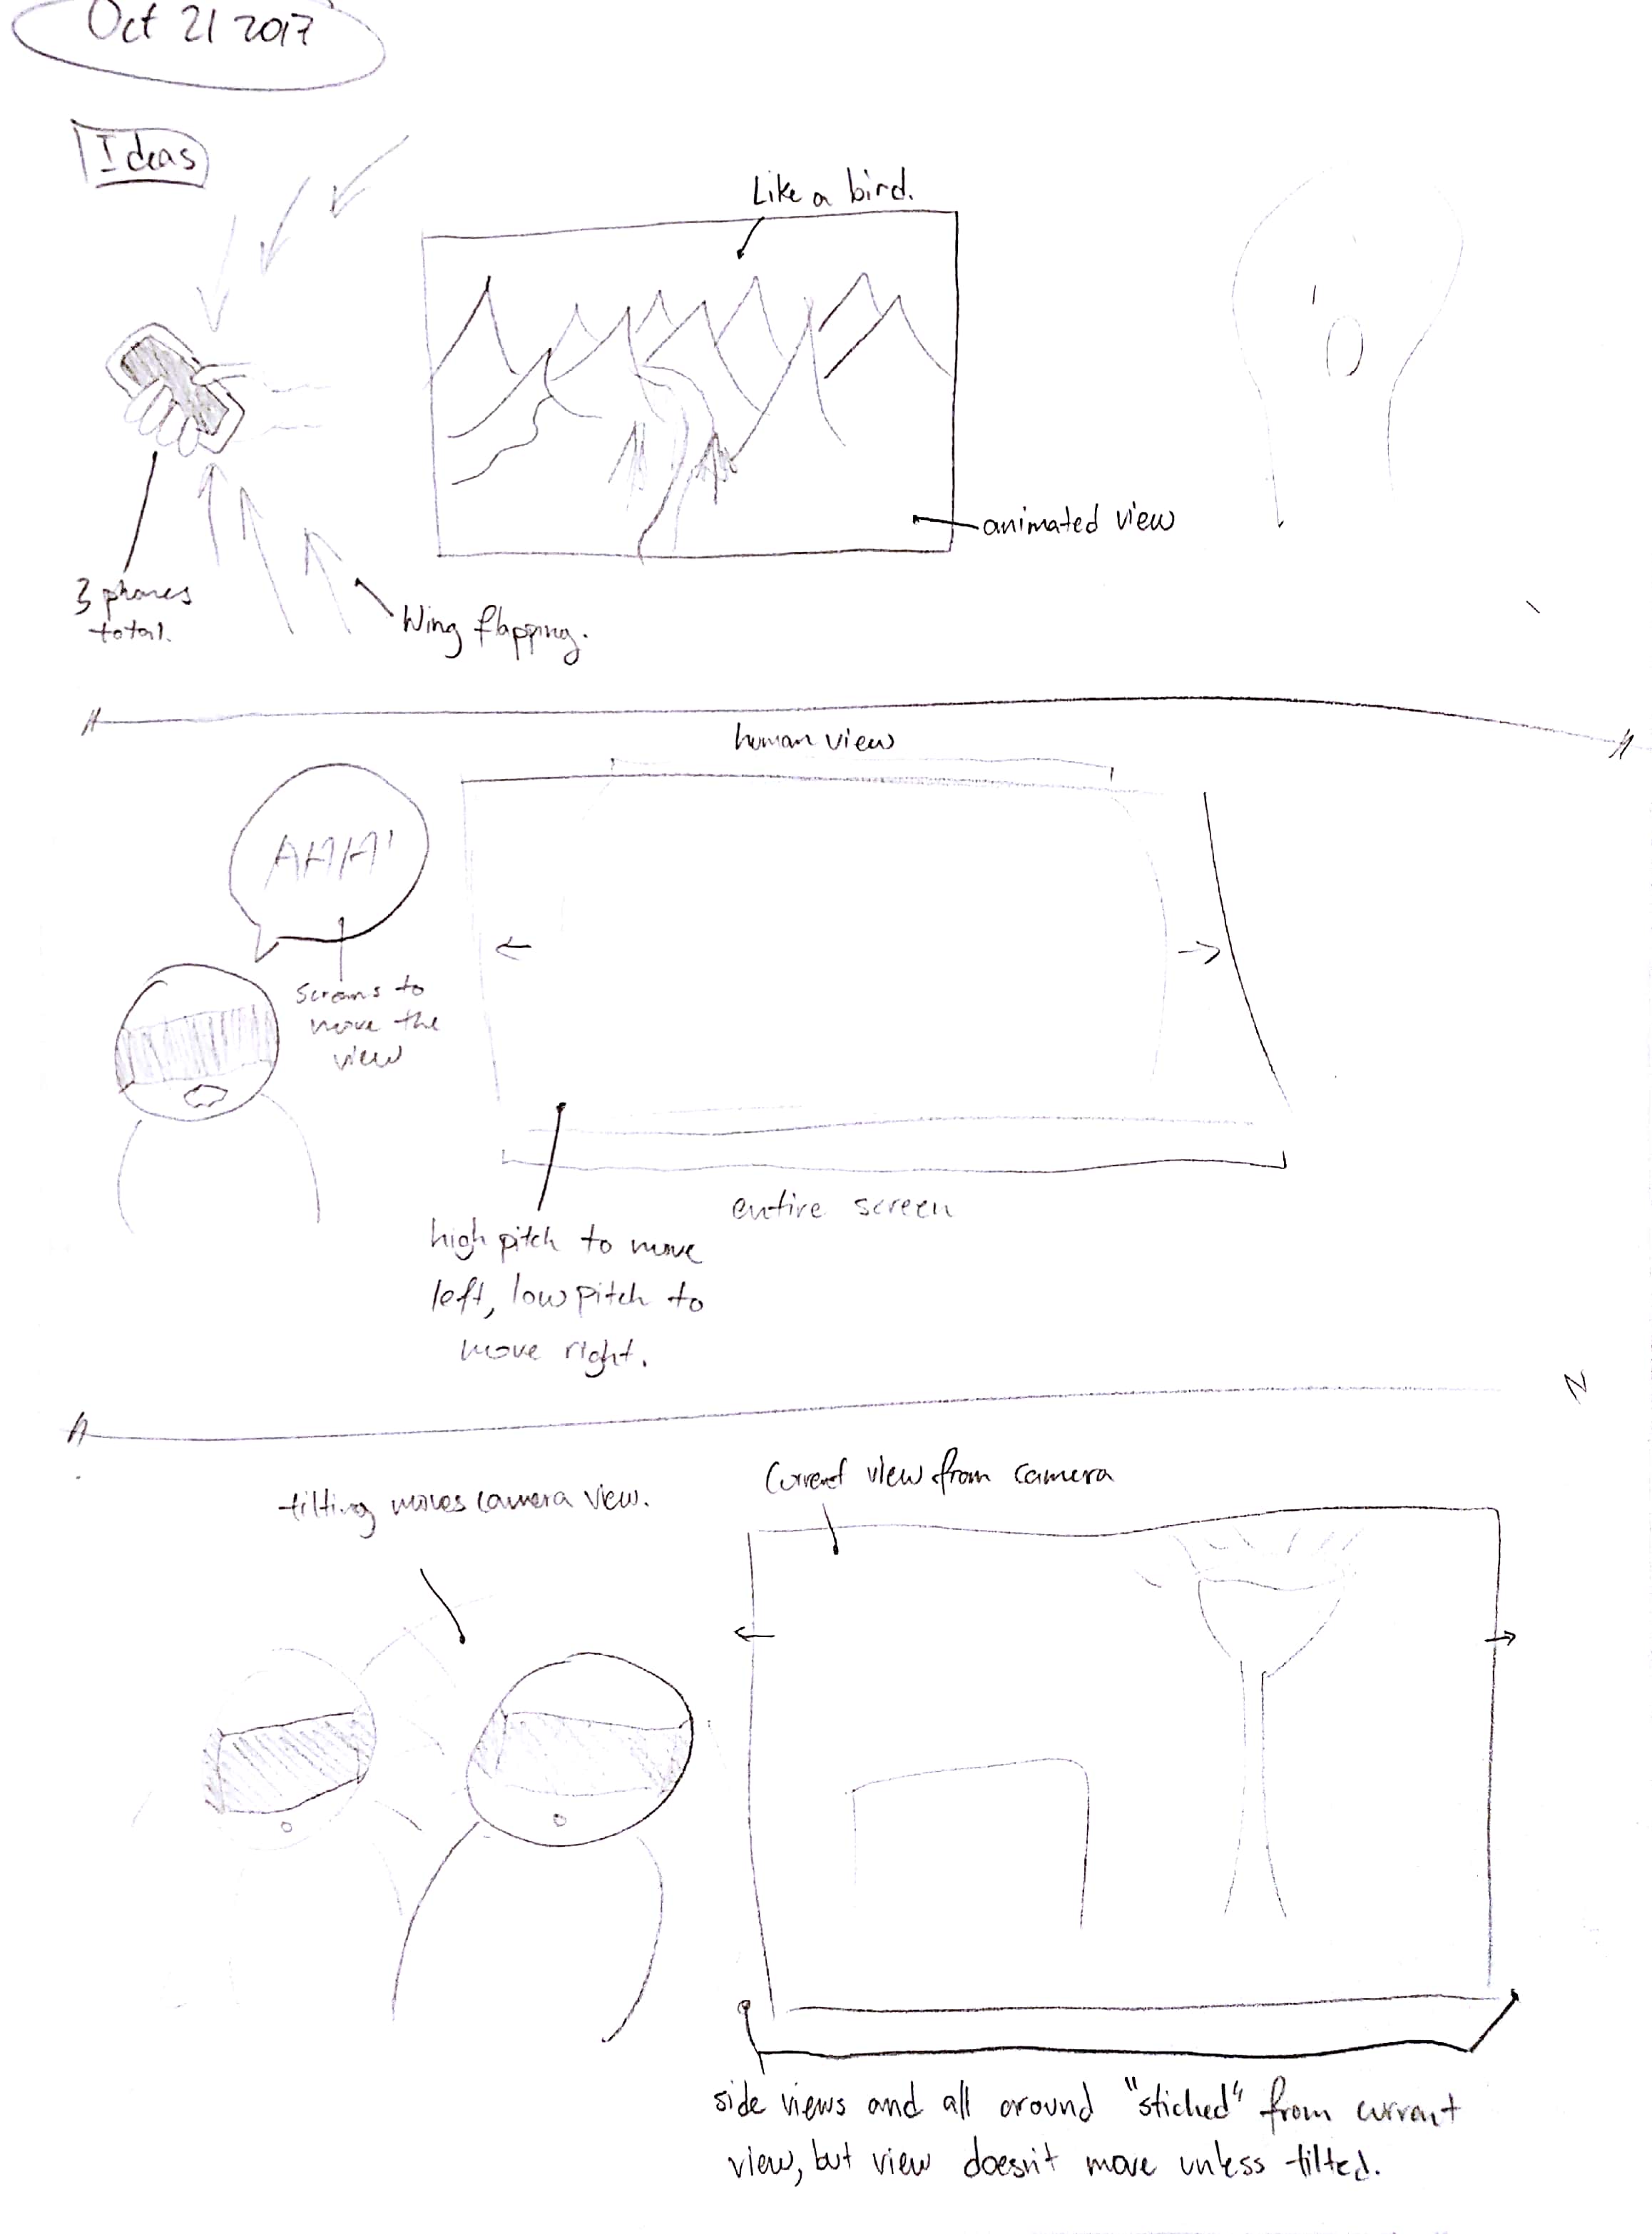 Oct 21 2017
Ideas
Like a bird.
animated view
3 phones
total.
Wing flapping.
human view
AHH!
screams to
move the
view
entire screen
high pitch to move
left, low pitch to
move right.
Current view from camera
tilting moves camera view.
side views and all around "stiched" from currant
view, but view doesn't move unless tilted.